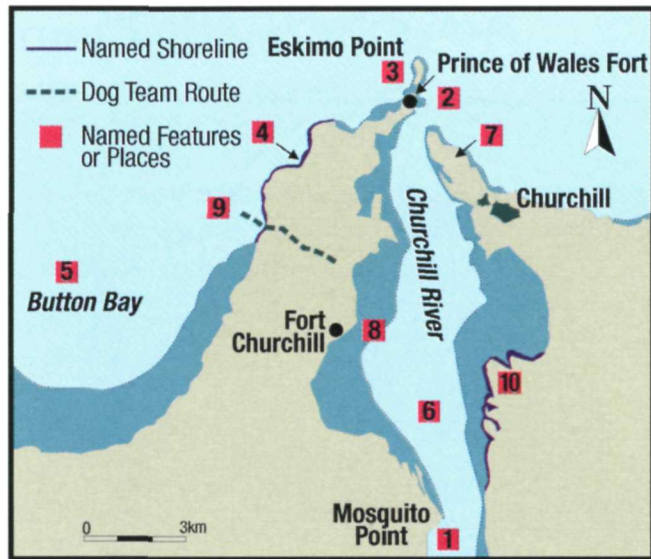 Named Shoreline
Dog Team Route
Named Features
or Places
Eskimo Point
3
Prince of Wales Fort
2
N
4
7
Churchill
9
Churchill River
5
Button Bay
Fort
Churchill
8
10
6
Mosquito
Point
1
0 3km